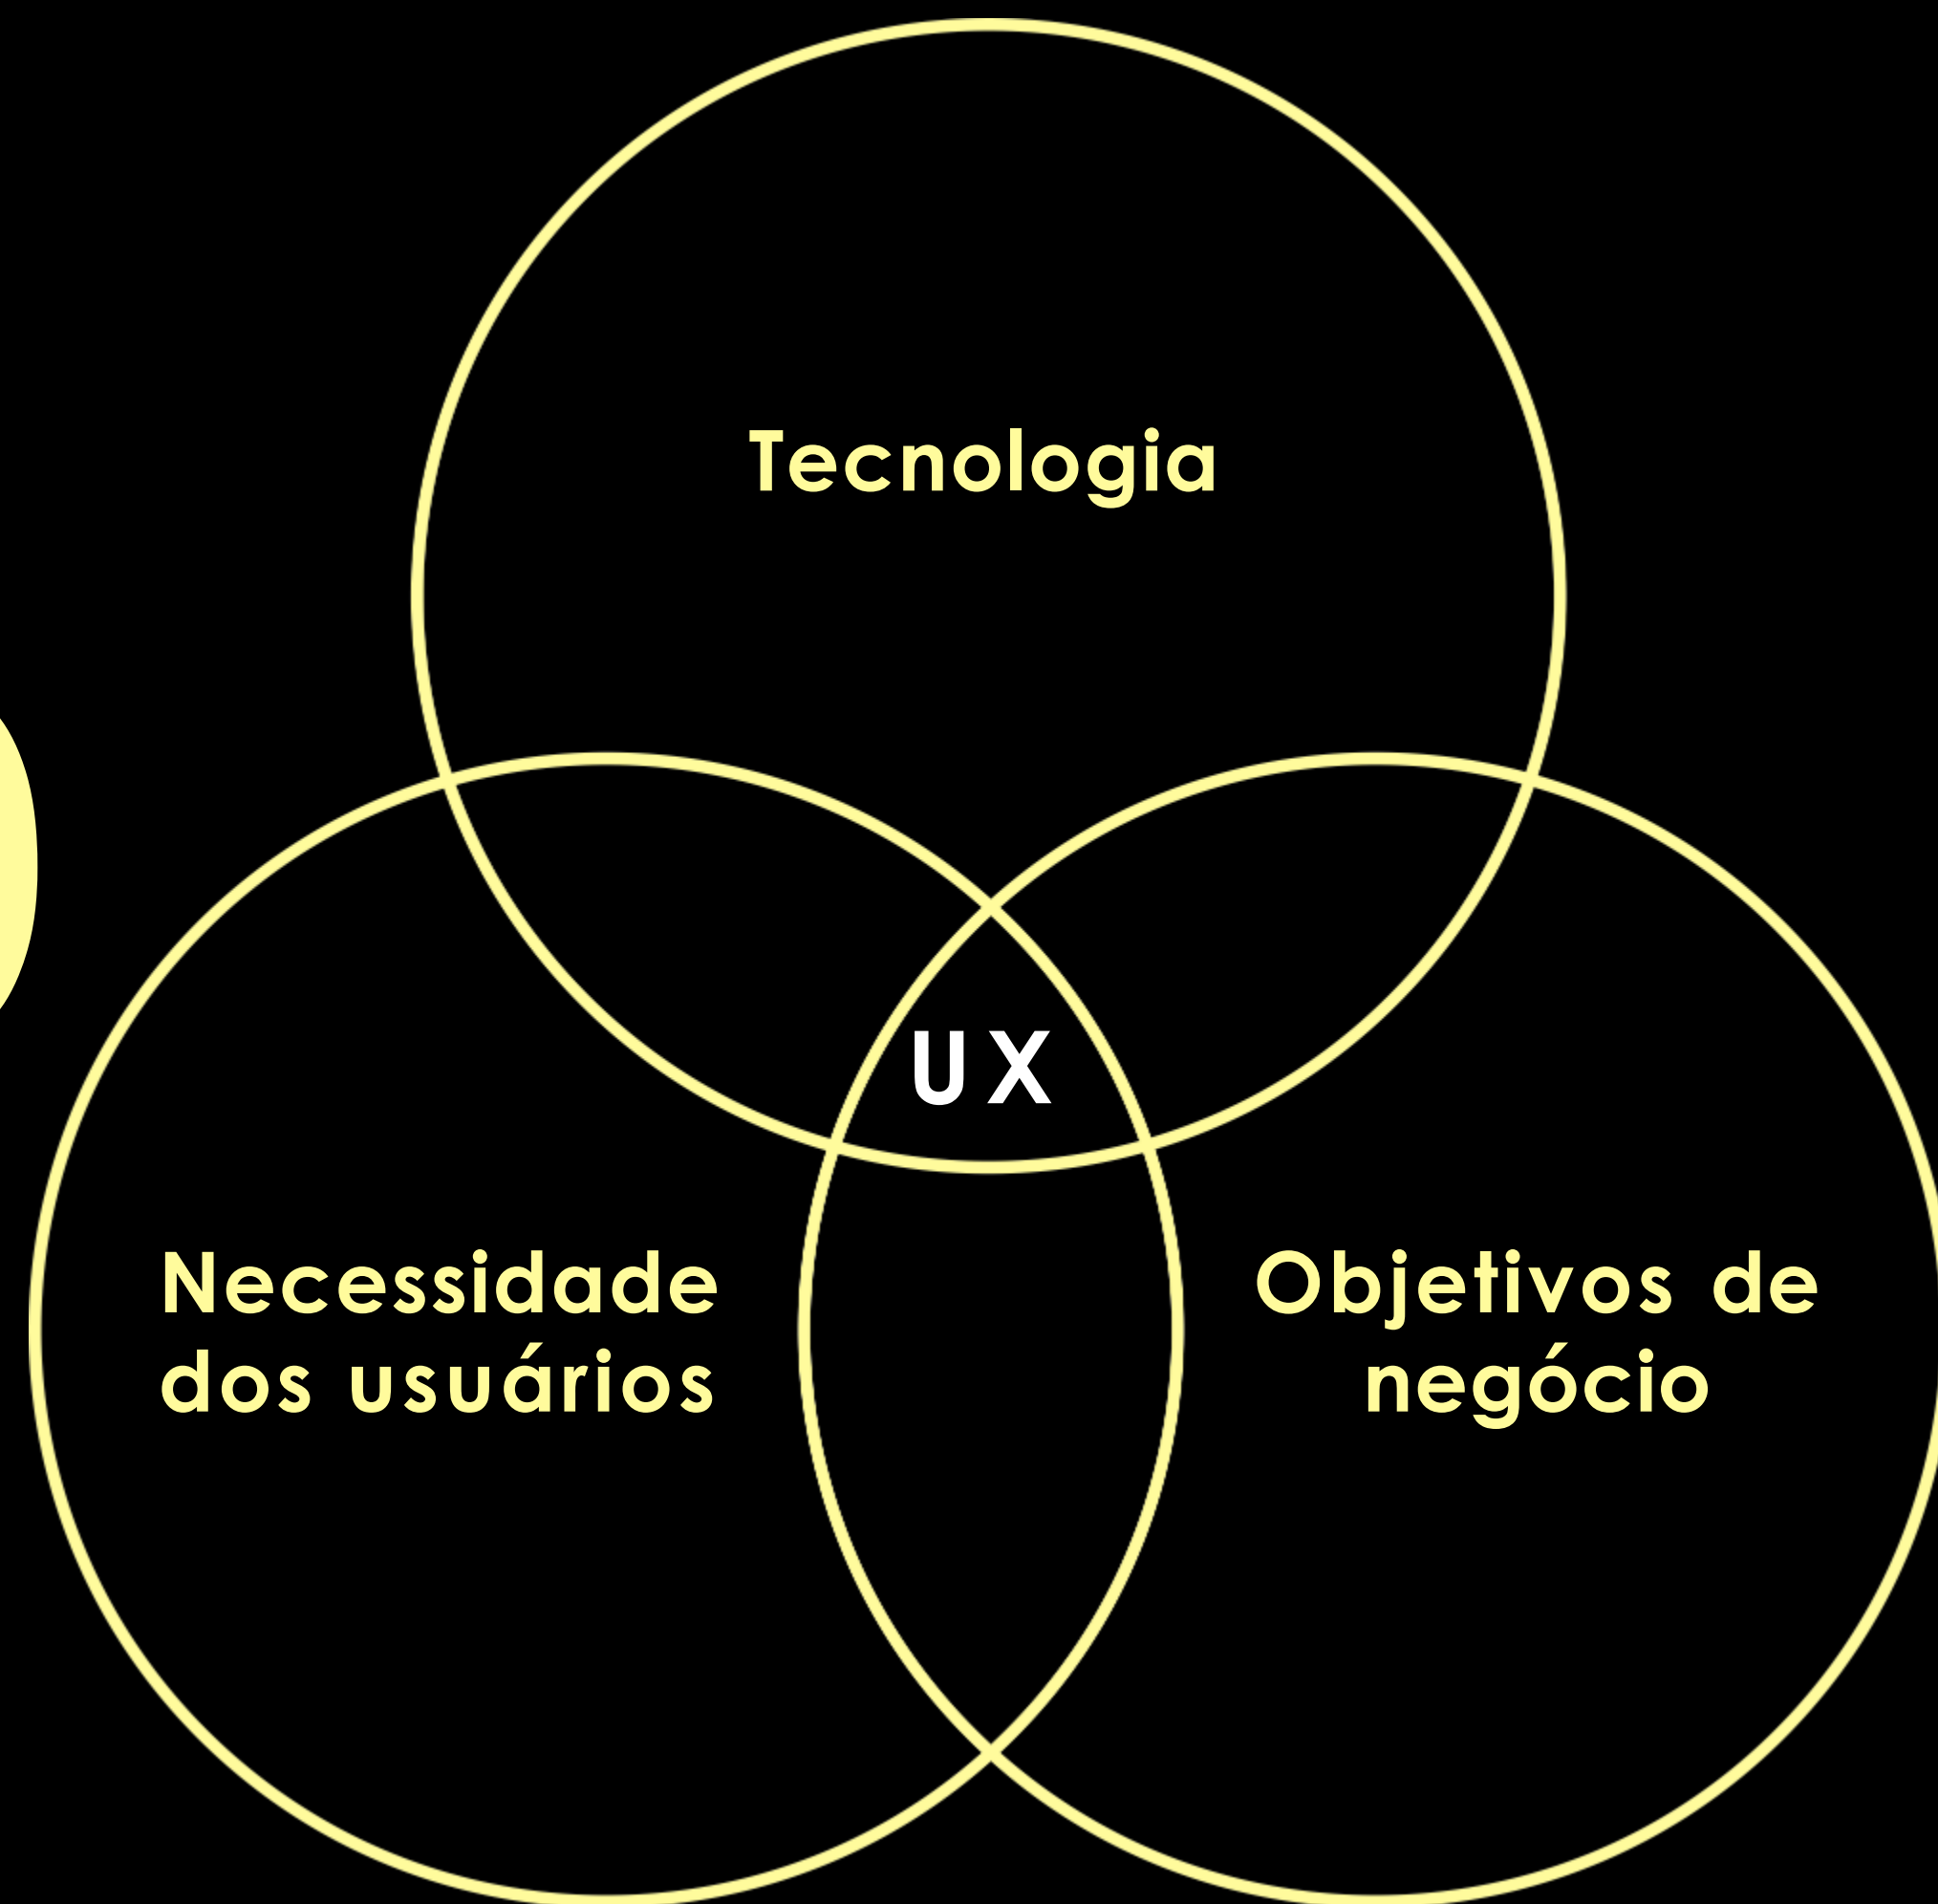 Tecnologia
UX
Necessidade
dos usuários
Objetivos de
negócio